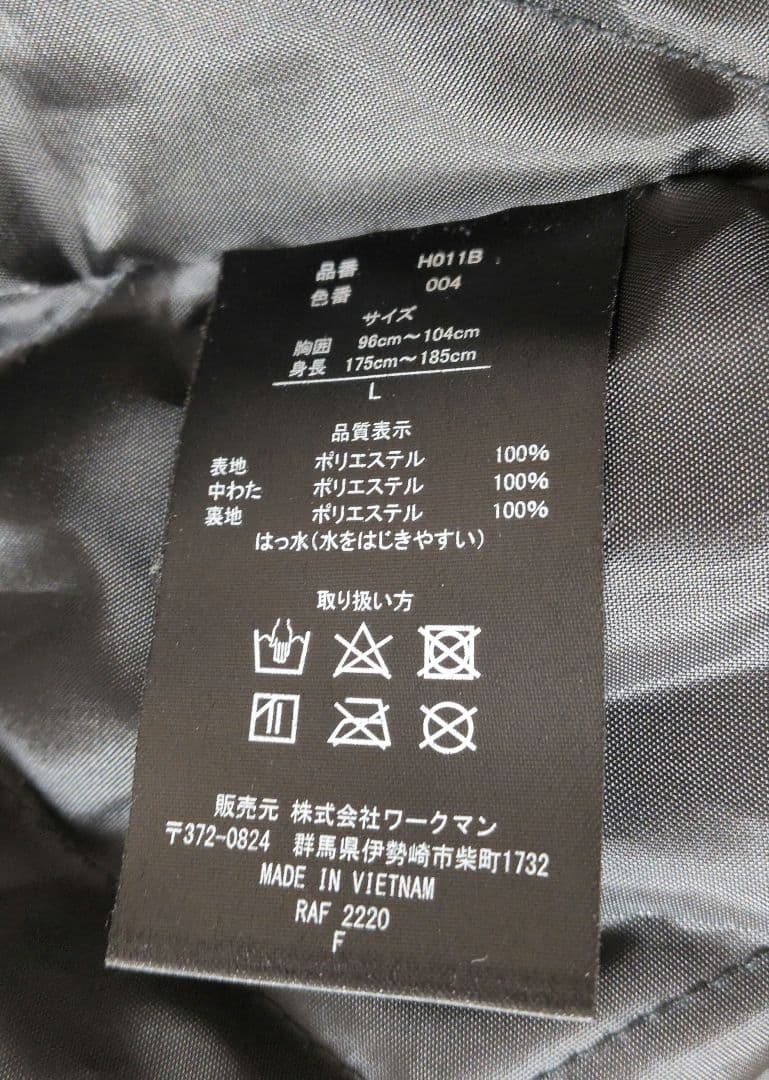 品番 H011B
色番 004
サイズ
胸囲 96cm～104cm
身長 175cm～185cm
L
品質表示
表地 ポリエステル 100%
中わた ポリエステル 100%
裏地 ポリエステル 100%
はっ水(水をはじきやすい)
取り扱い方
販売元 株式会社ワークマン
〒372-0824 群馬県伊勢崎市柴町1732
MADE IN VIETNAM
RAF 2220
F